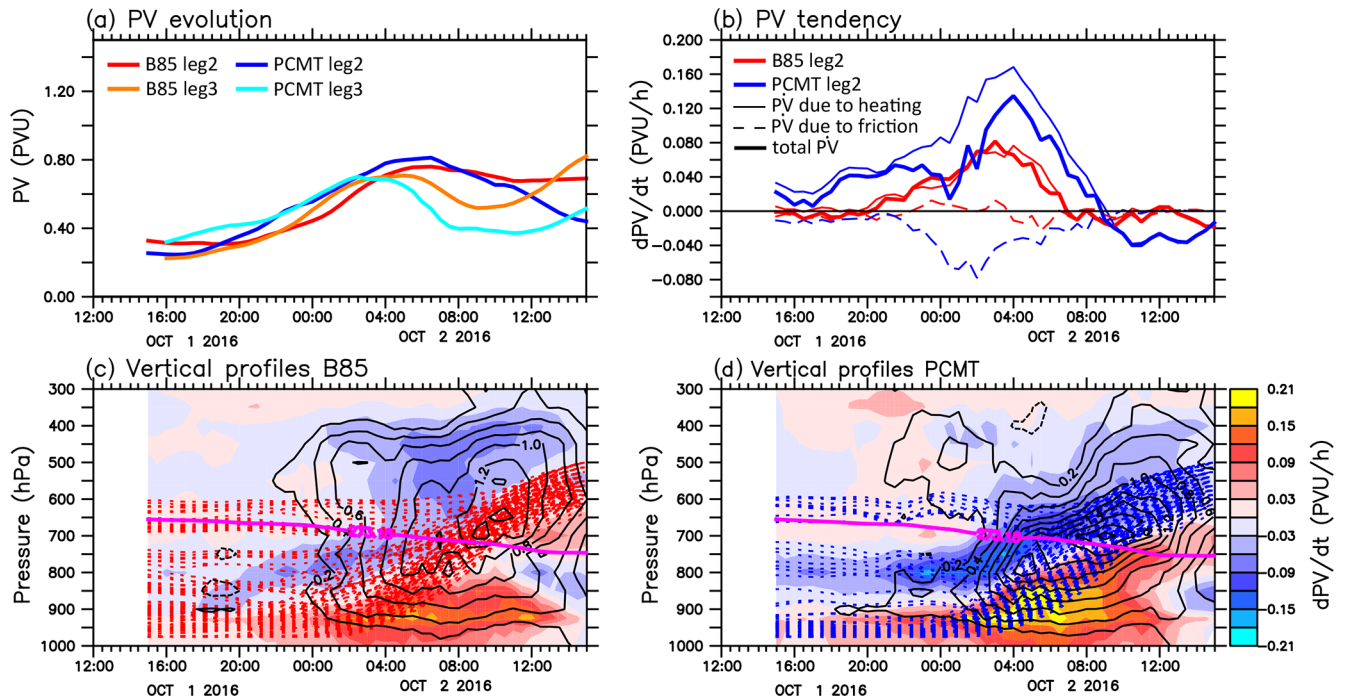 (a) PV evolution
PV (PVU)
1.20
0.80
0.40
0.00
B85 leg2
PCMT leg2
B85 leg3
PCMT leg3
12:00 16:00 20:00 00:00 04:00 08:00 12:00
OCT 1 2016 OCT 2 2016
(b) PV tendency
dPV/dt (PVU/h)
0.200
0.160
0.120
0.080
0.040
0.000
−0.040
−0.080
B85 leg2
PCMT leg2
PV due to heating
PV due to friction
total PV
12:00 16:00 20:00 00:00 04:00 08:00 12:00
OCT 1 2016 OCT 2 2016
(c) Vertical profiles B85
Pressure (hPa)
300
400
500
600
700
800
900
1000
1.0
1.2
0.6
0.2
12:00 16:00 20:00 00:00 04:00 08:00 12:00
OCT 1 2016 OCT 2 2016
(d) Vertical profiles PCMT
Pressure (hPa)
300
400
500
600
700
800
900
1000
0.2
1.0
0.2
12:00 16:00 20:00 00:00 04:00 08:00 12:00
OCT 1 2016 OCT 2 2016
0.21
0.15
0.09
0.03
−0.03
−0.09
−0.15
−0.21
dPV/dt (PVU/h)